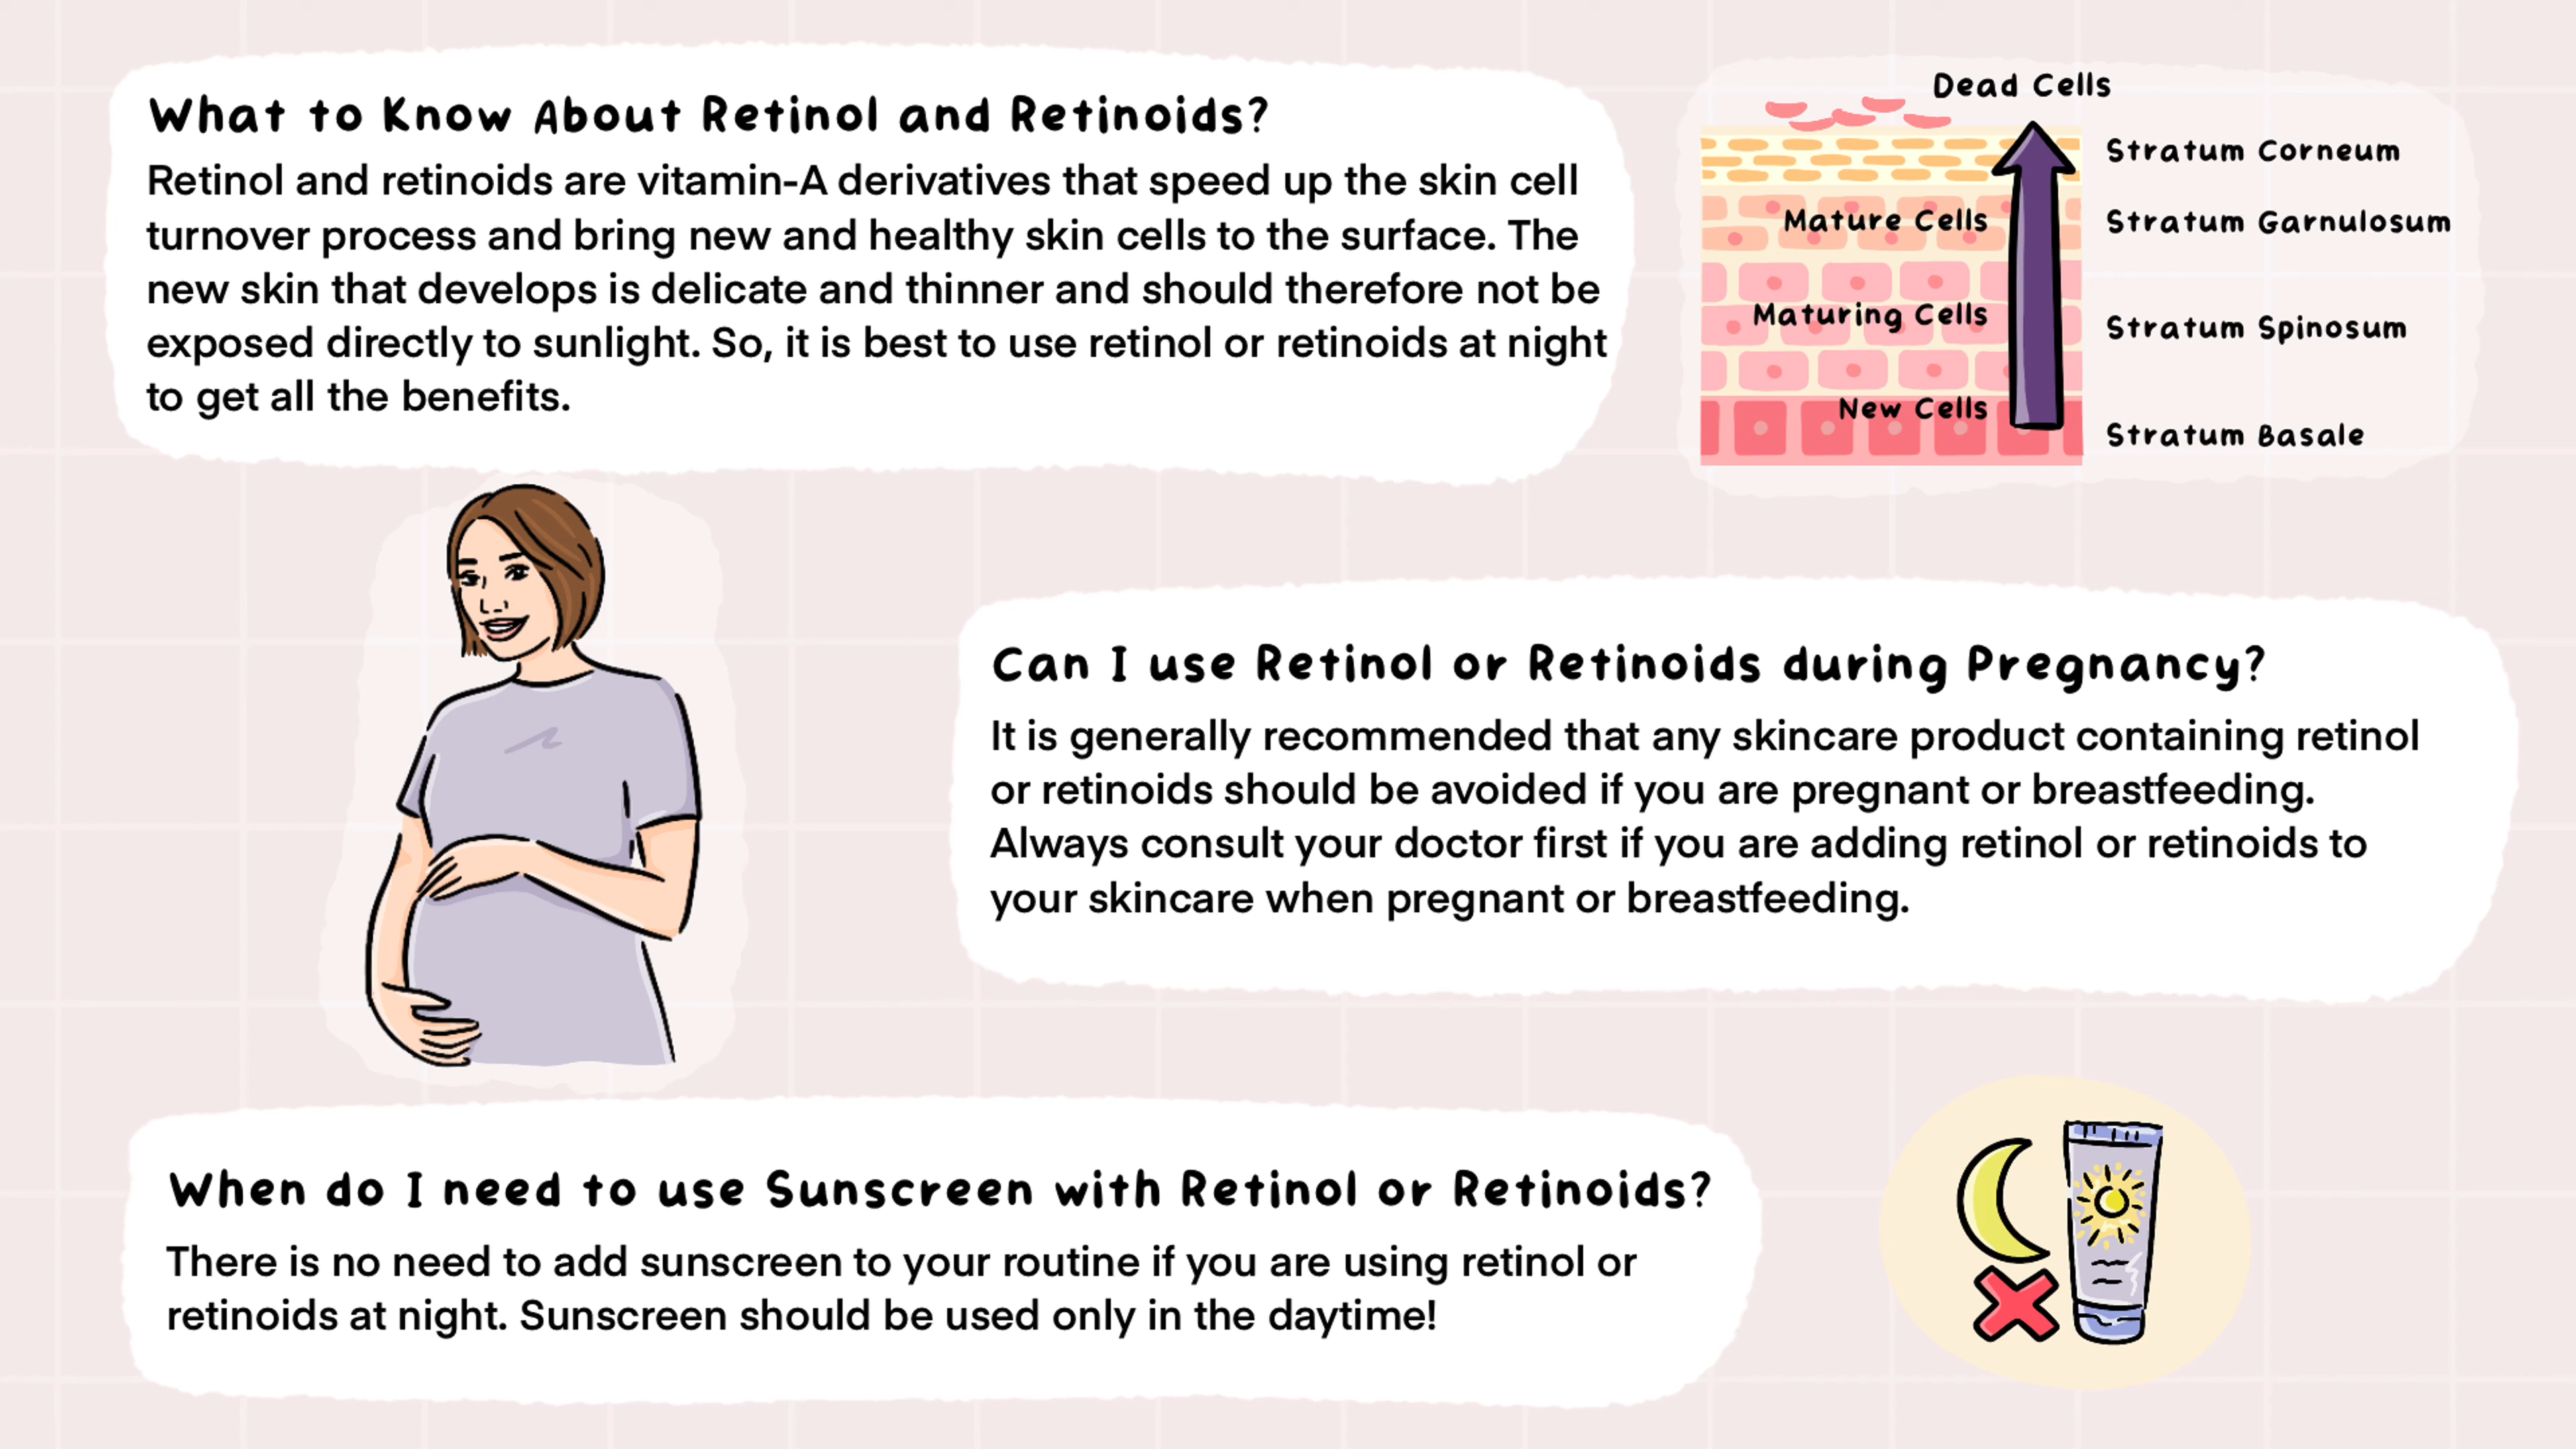 What to Know About Retinol and Retinoids?
Retinol and retinoids are vitamin-A derivatives that speed up the skin cell
turnover process and bring new and healthy skin cells to the surface. The
new skin that develops is delicate and thinner and should therefore not be
exposed directly to sunlight. So, it is best to use retinol or retinoids at night
to get all the benefits.
Dead Cells
Stratum Corneum
Mature Cells
Stratum Garnulosum
Maturing Cells
Stratum Spinosum
New Cells
Stratum Basale
Can I use Retinol or Retinoids during Pregnancy?
It is generally recommended that any skincare product containing retinol
or retinoids should be avoided if you are pregnant or breastfeeding.
Always consult your doctor first if you are adding retinol or retinoids to
your skincare when pregnant or breastfeeding.
When do I need to use Sunscreen with Retinol or Retinoids?
There is no need to add sunscreen to your routine if you are using retinol or
retinoids at night. Sunscreen should be used only in the daytime!